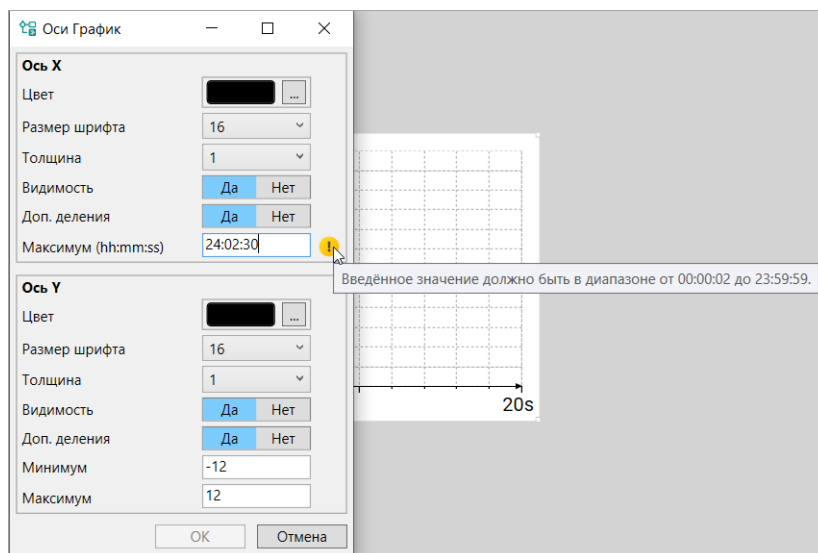 Оси График
Ось X
Цвет
...
Размер шрифта
16
Толщина
1
Видимость
Да Нет
Доп. деления
Да Нет
Максимум (hh:mm:ss)
24:02:30
!
Введённое значение должно быть в диапазоне от 00:00:02 до 23:59:59.
Ось Y
Цвет
...
Размер шрифта
16
Толщина
1
Видимость
Да Нет
Доп. деления
Да Нет
Минимум
-12
Максимум
12
OK Отмена
20s